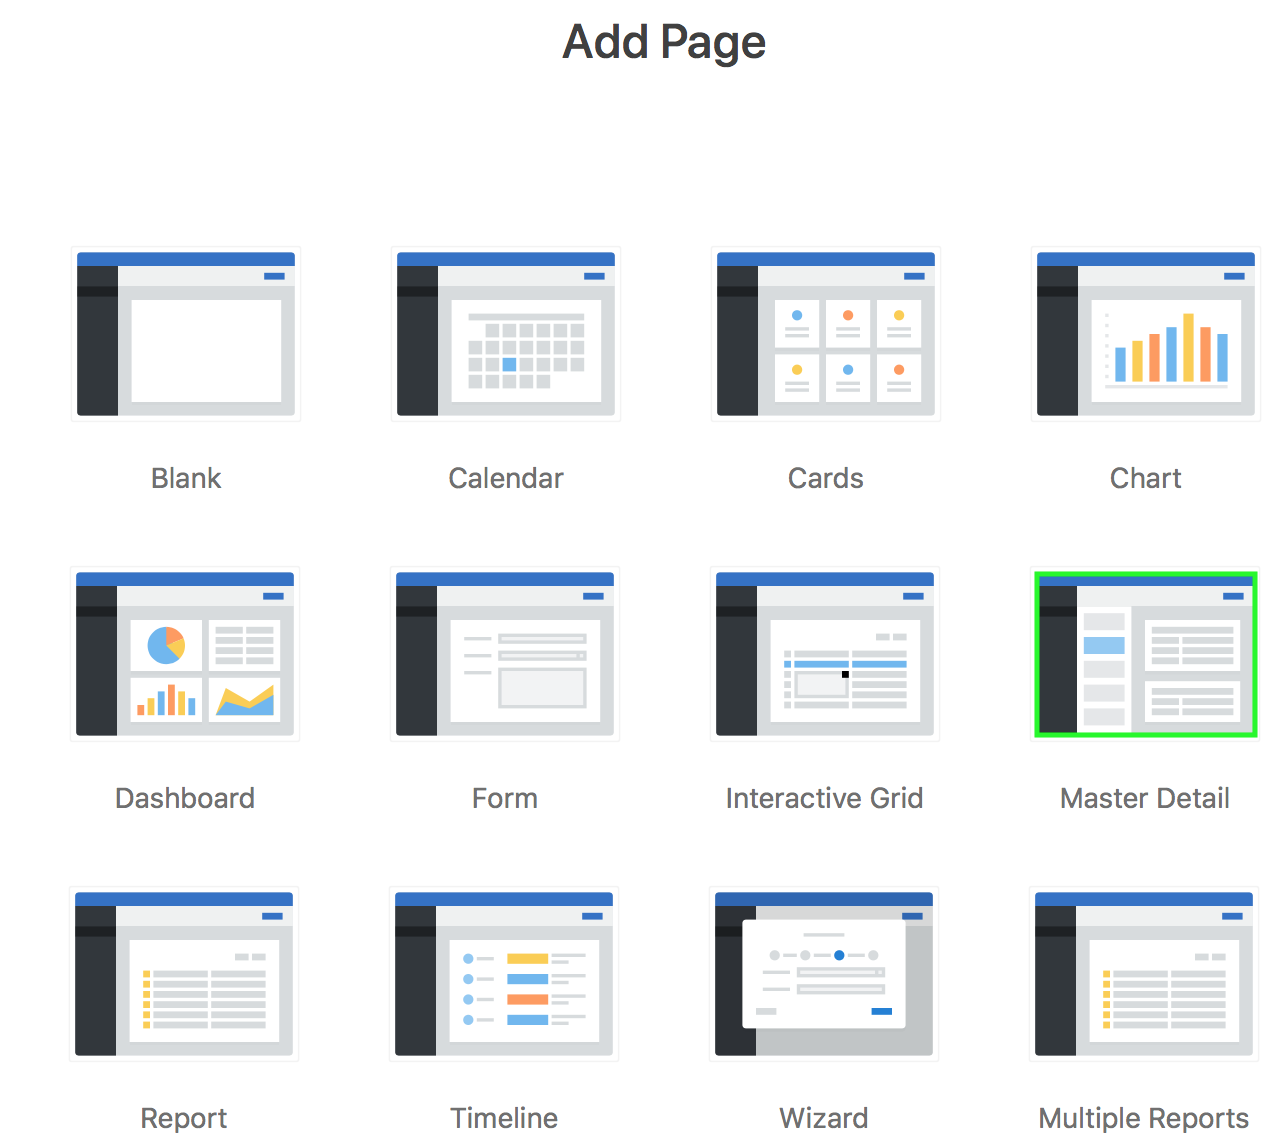 Add Page
Blank
Calendar
Cards
Chart
Dashboard
Form
Interactive Grid
Master Detail
Report
Timeline
Wizard
Multiple Reports